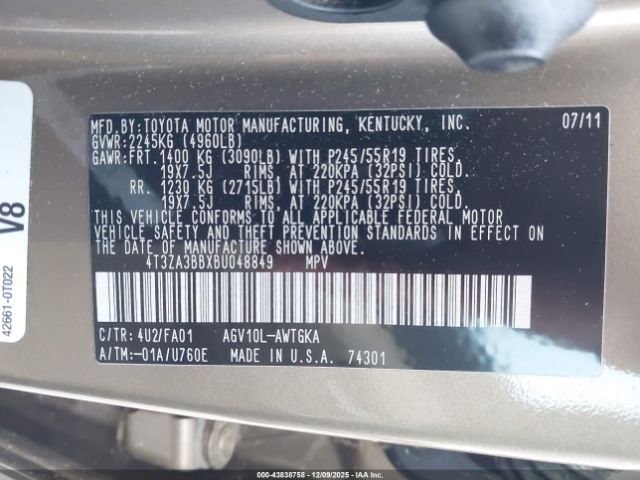 MFD.BY:TOYOTA MOTOR MANUFACTURING, KENTUCKY, INC. 07/11
GVWR:2245KG (4960LB)
GAWR:FRT.1400 KG (3090LB) WITH P245/55R19 TIRES,
19X7.5J RIMS, AT 220KPA (32PSI) COLD.
RR. 1230 KG (2715LB) WITH P245/55R19 TIRES,
19X7.5J RIMS, AT 220KPA (32PSI) COLD.
THIS VEHICLE CONFORMS TO ALL APPLICABLE FEDERAL MOTOR
VEHICLE SAFETY AND THEFT PREVENTION STANDARDS IN EFFECT
ON THE DATE OF MANUFACTURE SHOWN ABOVE.
4T3ZA3BBXBU048849 MPV
C/TR: 4U2/FA01 AGV10L-AWTGKA
A/TM:-01A/U760E MADE IN U.S.A. 74301
42661-0T022
V8
#IAAI: 43838758 - 12/09/2025 - IAA Inc.